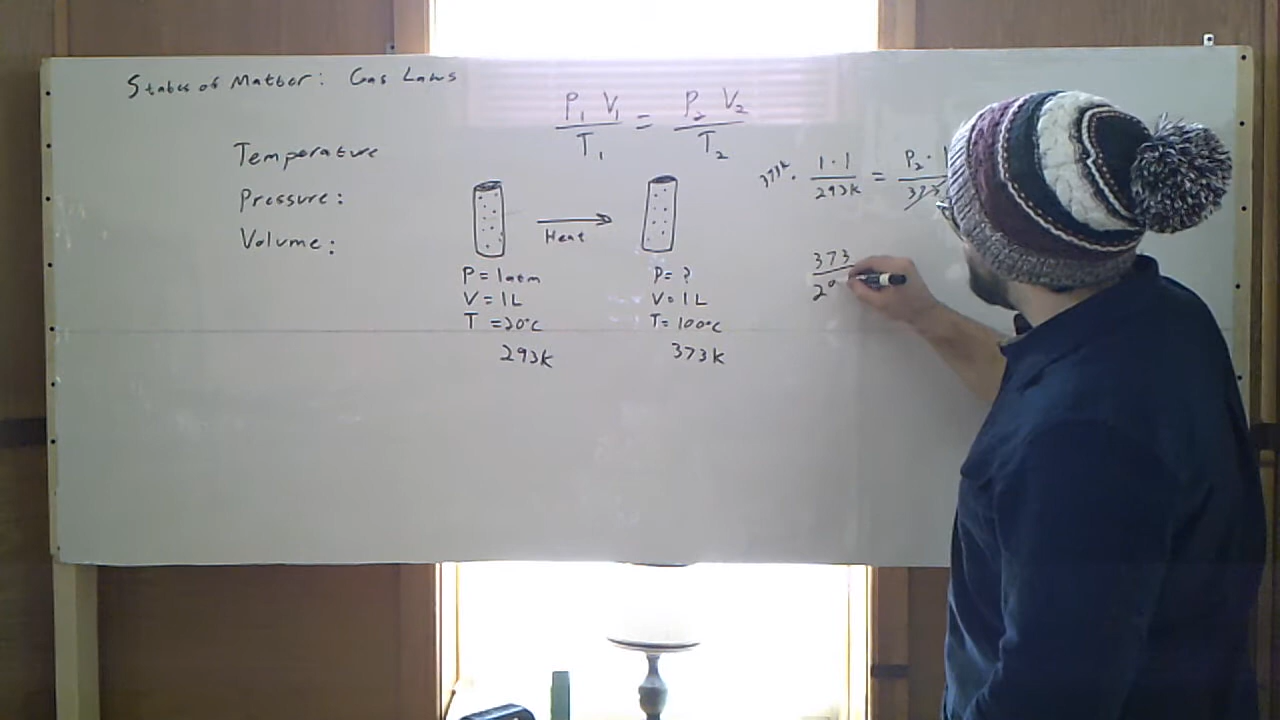 States of Matter: Gas Laws
P₁ V₁ / T₁ = P₂ V₂ / T₂
Temperature
Pressure:
Volume:
Heat
P = 1atm
V = 1L
T = 20°C
293K
P = ?
V = 1L
T = 100°C
373K
373K · 1 · 1 / 293K = P₂ · 1 / 373
373 / 29